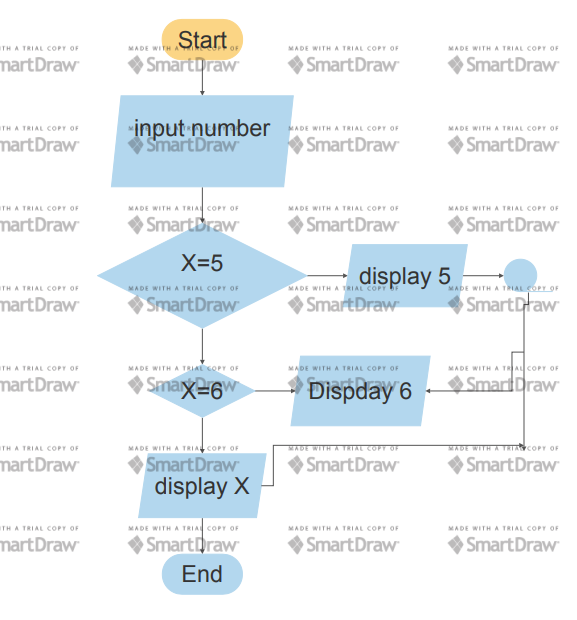 Start
input number
X=5
display 5
X=6
Dispday 6
display X
End
MADE WITH A TRIAL COPY OF
SmartDraw